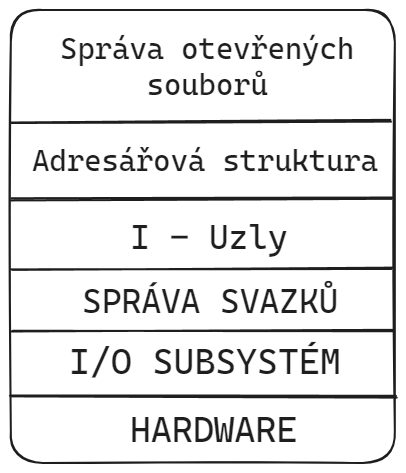 Správa otevřených
souborů
Adresářová struktura
I – Uzly
SPRÁVA SVAZKŮ
I/O SUBSYSTÉM
HARDWARE